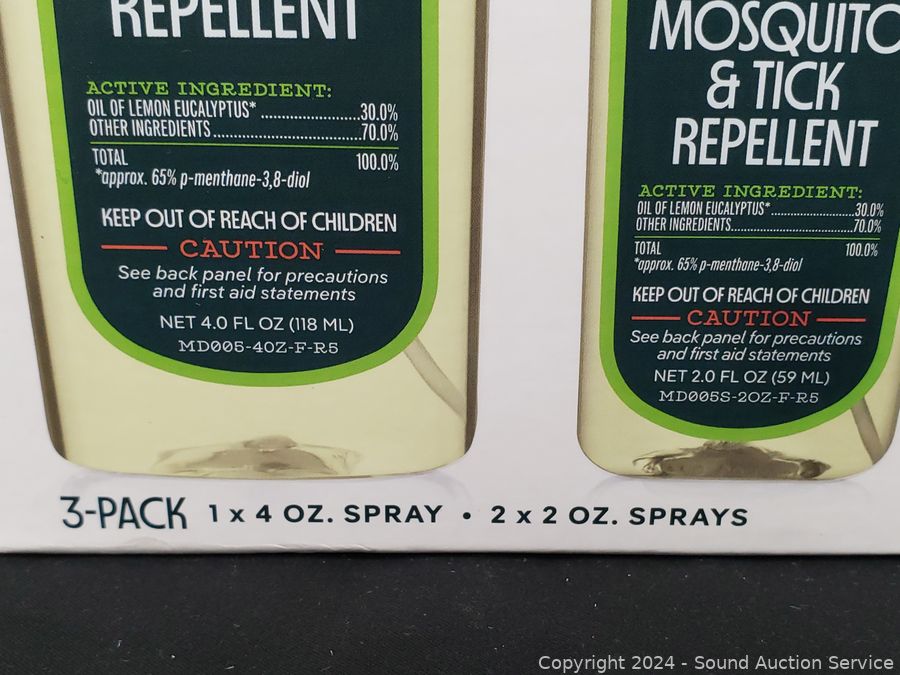 REPELLENT
ACTIVE INGREDIENT:
OIL OF LEMON EUCALYPTUS* ....................30.0%
OTHER INGREDIENTS..............................70.0%
TOTAL 100.0%
*approx. 65% p-menthane-3,8-diol
KEEP OUT OF REACH OF CHILDREN
CAUTION
See back panel for precautions
and first aid statements
NET 4.0 FL OZ (118 ML)
MD005-4OZ-F-R5
MOSQUITO
& TICK
REPELLENT
ACTIVE INGREDIENT:
OIL OF LEMON EUCALYPTUS*....................30.0%
OTHER INGREDIENTS..............................70.0%
TOTAL 100.0%
*approx. 65% p-menthane-3,8-diol
KEEP OUT OF REACH OF CHILDREN
CAUTION
See back panel for precautions
and first aid statements
NET 2.0 FL OZ (59 ML)
MD005S-2OZ-F-R5
3-PACK 1 x 4 OZ. SPRAY • 2 x 2 OZ. SPRAYS
Copyright 2024 - Sound Auction Service